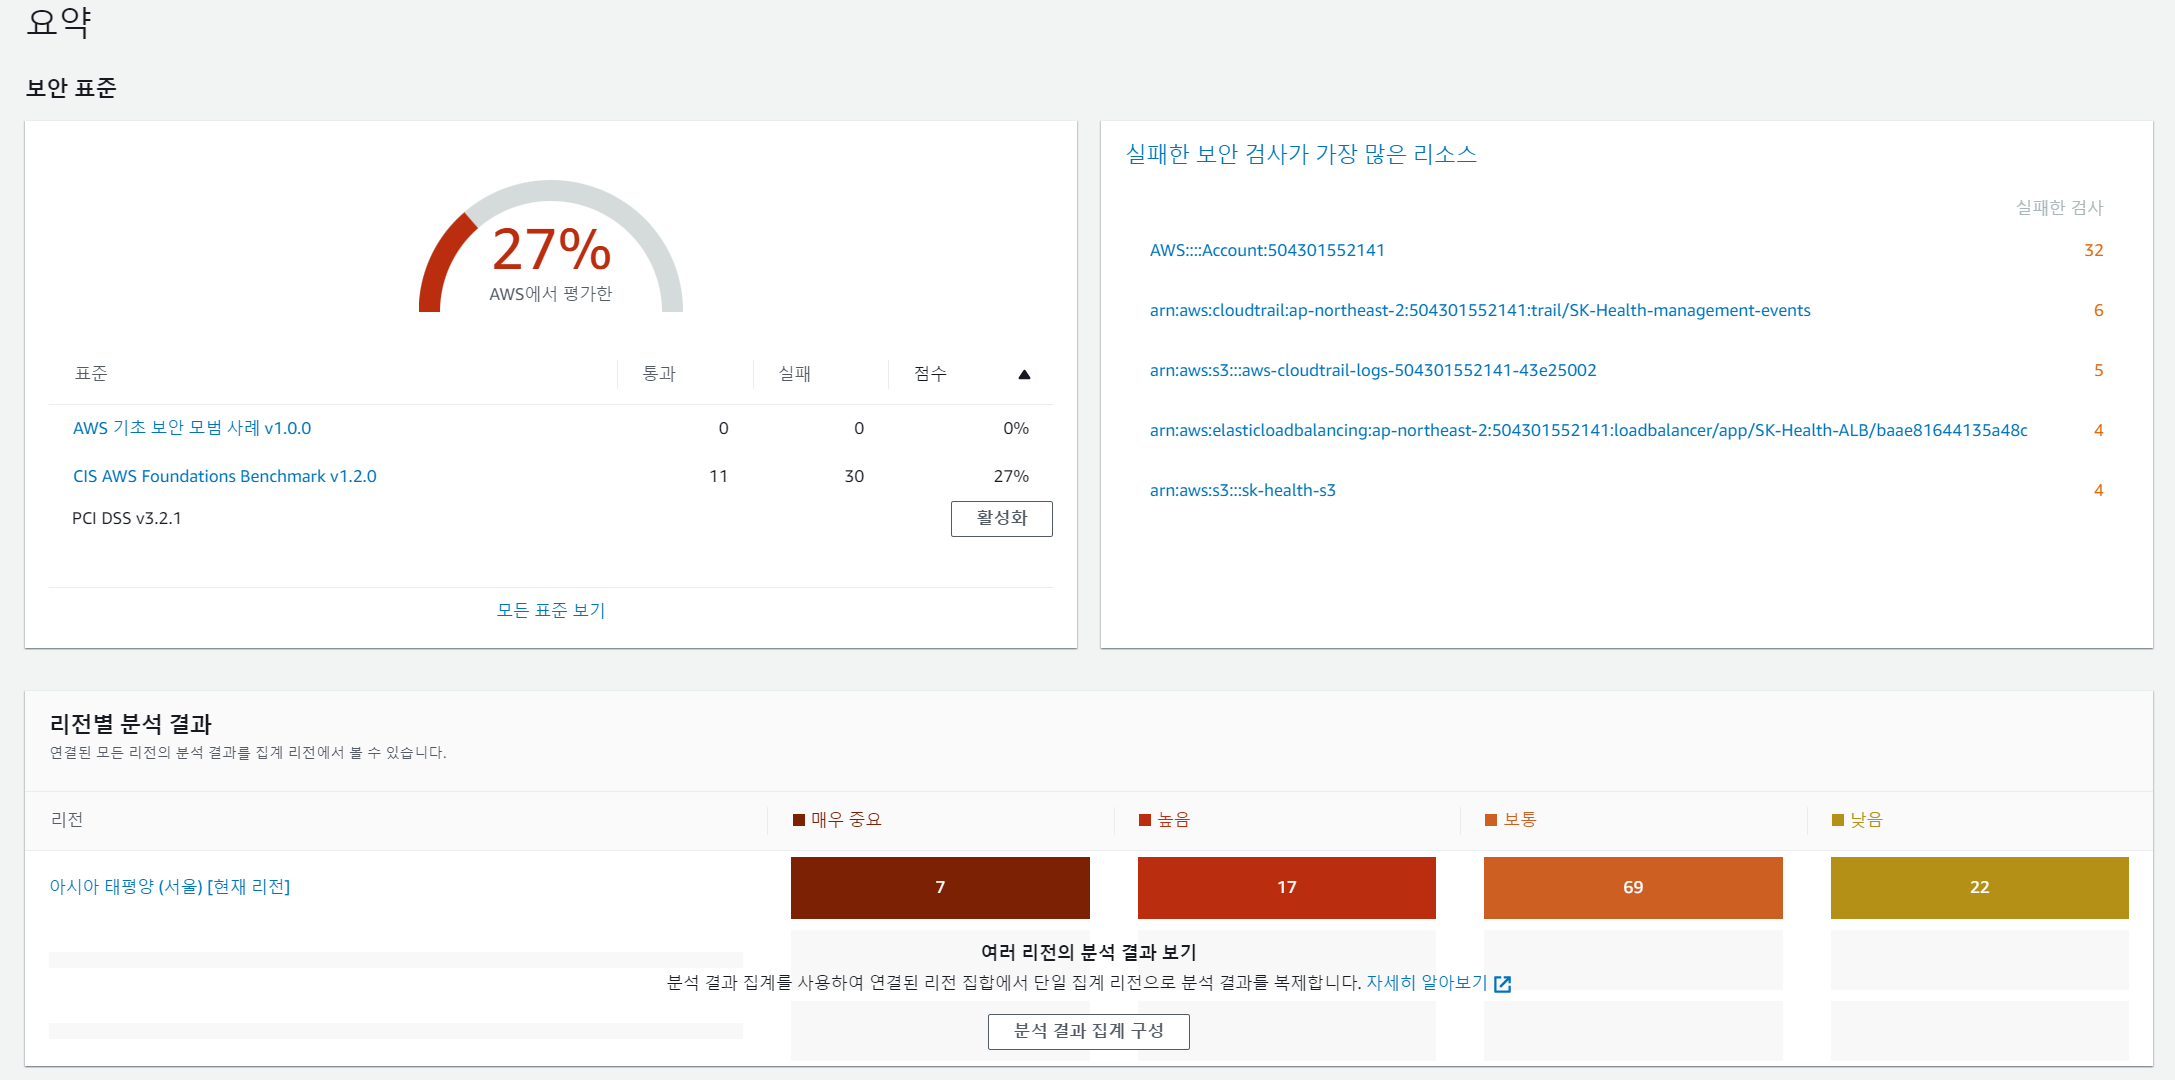 요약
보안 표준
27%
AWS에서 평가한
표준 통과 실패 점수
AWS 기초 보안 모범 사례 v1.0.0 0 0 0%
CIS AWS Foundations Benchmark v1.2.0 11 30 27%
PCI DSS v3.2.1 활성화
모든 표준 보기
실패한 보안 검사가 가장 많은 리소스
실패한 검사
AWS::::Account:504301552141 32
arn:aws:cloudtrail:ap-northeast-2:504301552141:trail/SK-Health-management-events 6
arn:aws:s3:::aws-cloudtrail-logs-504301552141-43e25002 5
arn:aws:elasticloadbalancing:ap-northeast-2:504301552141:loadbalancer/app/SK-Health-ALB/baae81644135a48c 4
arn:aws:s3:::sk-health-s3 4
리전별 분석 결과
연결된 모든 리전의 분석 결과를 집계 리전에서 볼 수 있습니다.
리전 매우 중요 높음 보통 낮음
아시아 태평양 (서울) [현재 리전] 7 17 69 22
여러 리전의 분석 결과 보기
분석 결과 집계를 사용하여 연결된 리전 집합에서 단일 집계 리전으로 분석 결과를 복제합니다. 자세히 알아보기
분석 결과 집계 구성